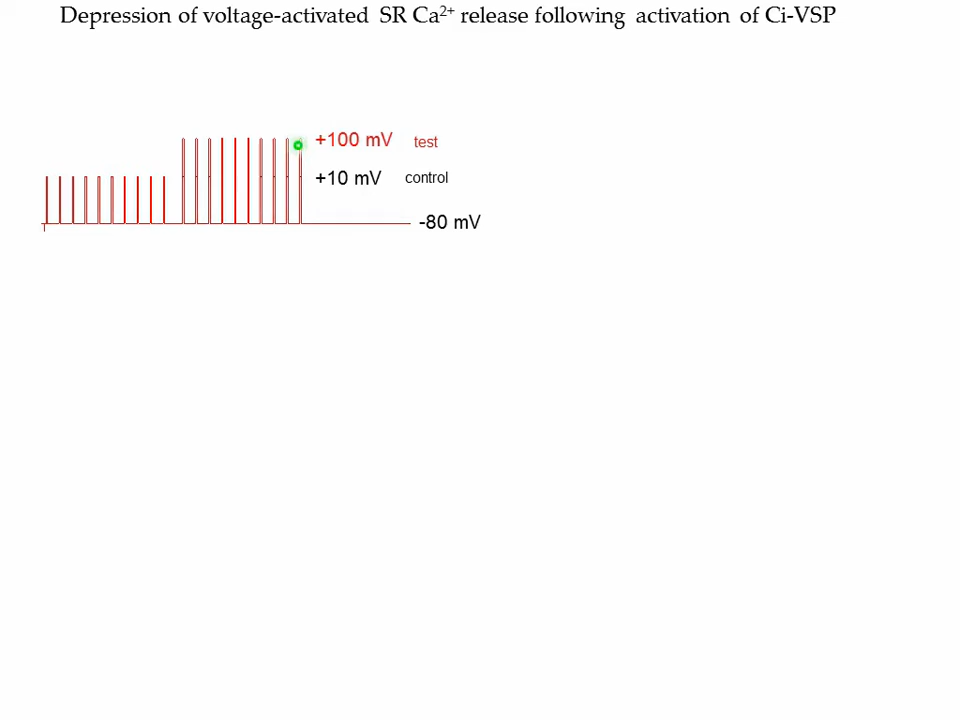 Depression of voltage-activated SR Ca²⁺ release following activation of Ci-VSP
+100 mV test
+10 mV control
-80 mV